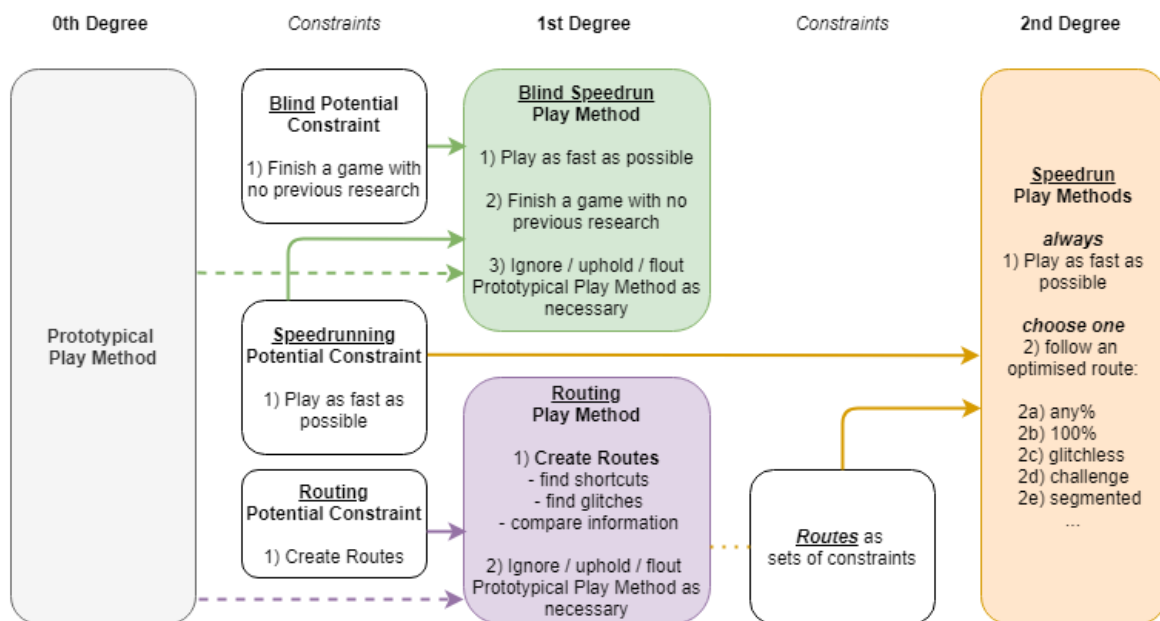 0th Degree
Constraints
1st Degree
Constraints
2nd Degree
Prototypical
Play Method
Blind Potential
Constraint
1) Finish a game with
no previous research
Speedrunning
Potential Constraint
1) Play as fast as
possible
Routing
Potential Constraint
1) Create Routes
Blind Speedrun
Play Method
1) Play as fast as possible
2) Finish a game with no
previous research
3) Ignore / uphold / flout
Prototypical Play Method as
necessary
Routing
Play Method
1) Create Routes
- find shortcuts
- find glitches
- compare information
2) Ignore / uphold / flout
Prototypical Play Method as
necessary
Routes as
sets of constraints
Speedrun
Play Methods
always
1) Play as fast as
possible
choose one
2) follow an
optimised route:
2a) any%
2b) 100%
2c) glitchless
2d) challenge
2e) segmented
...